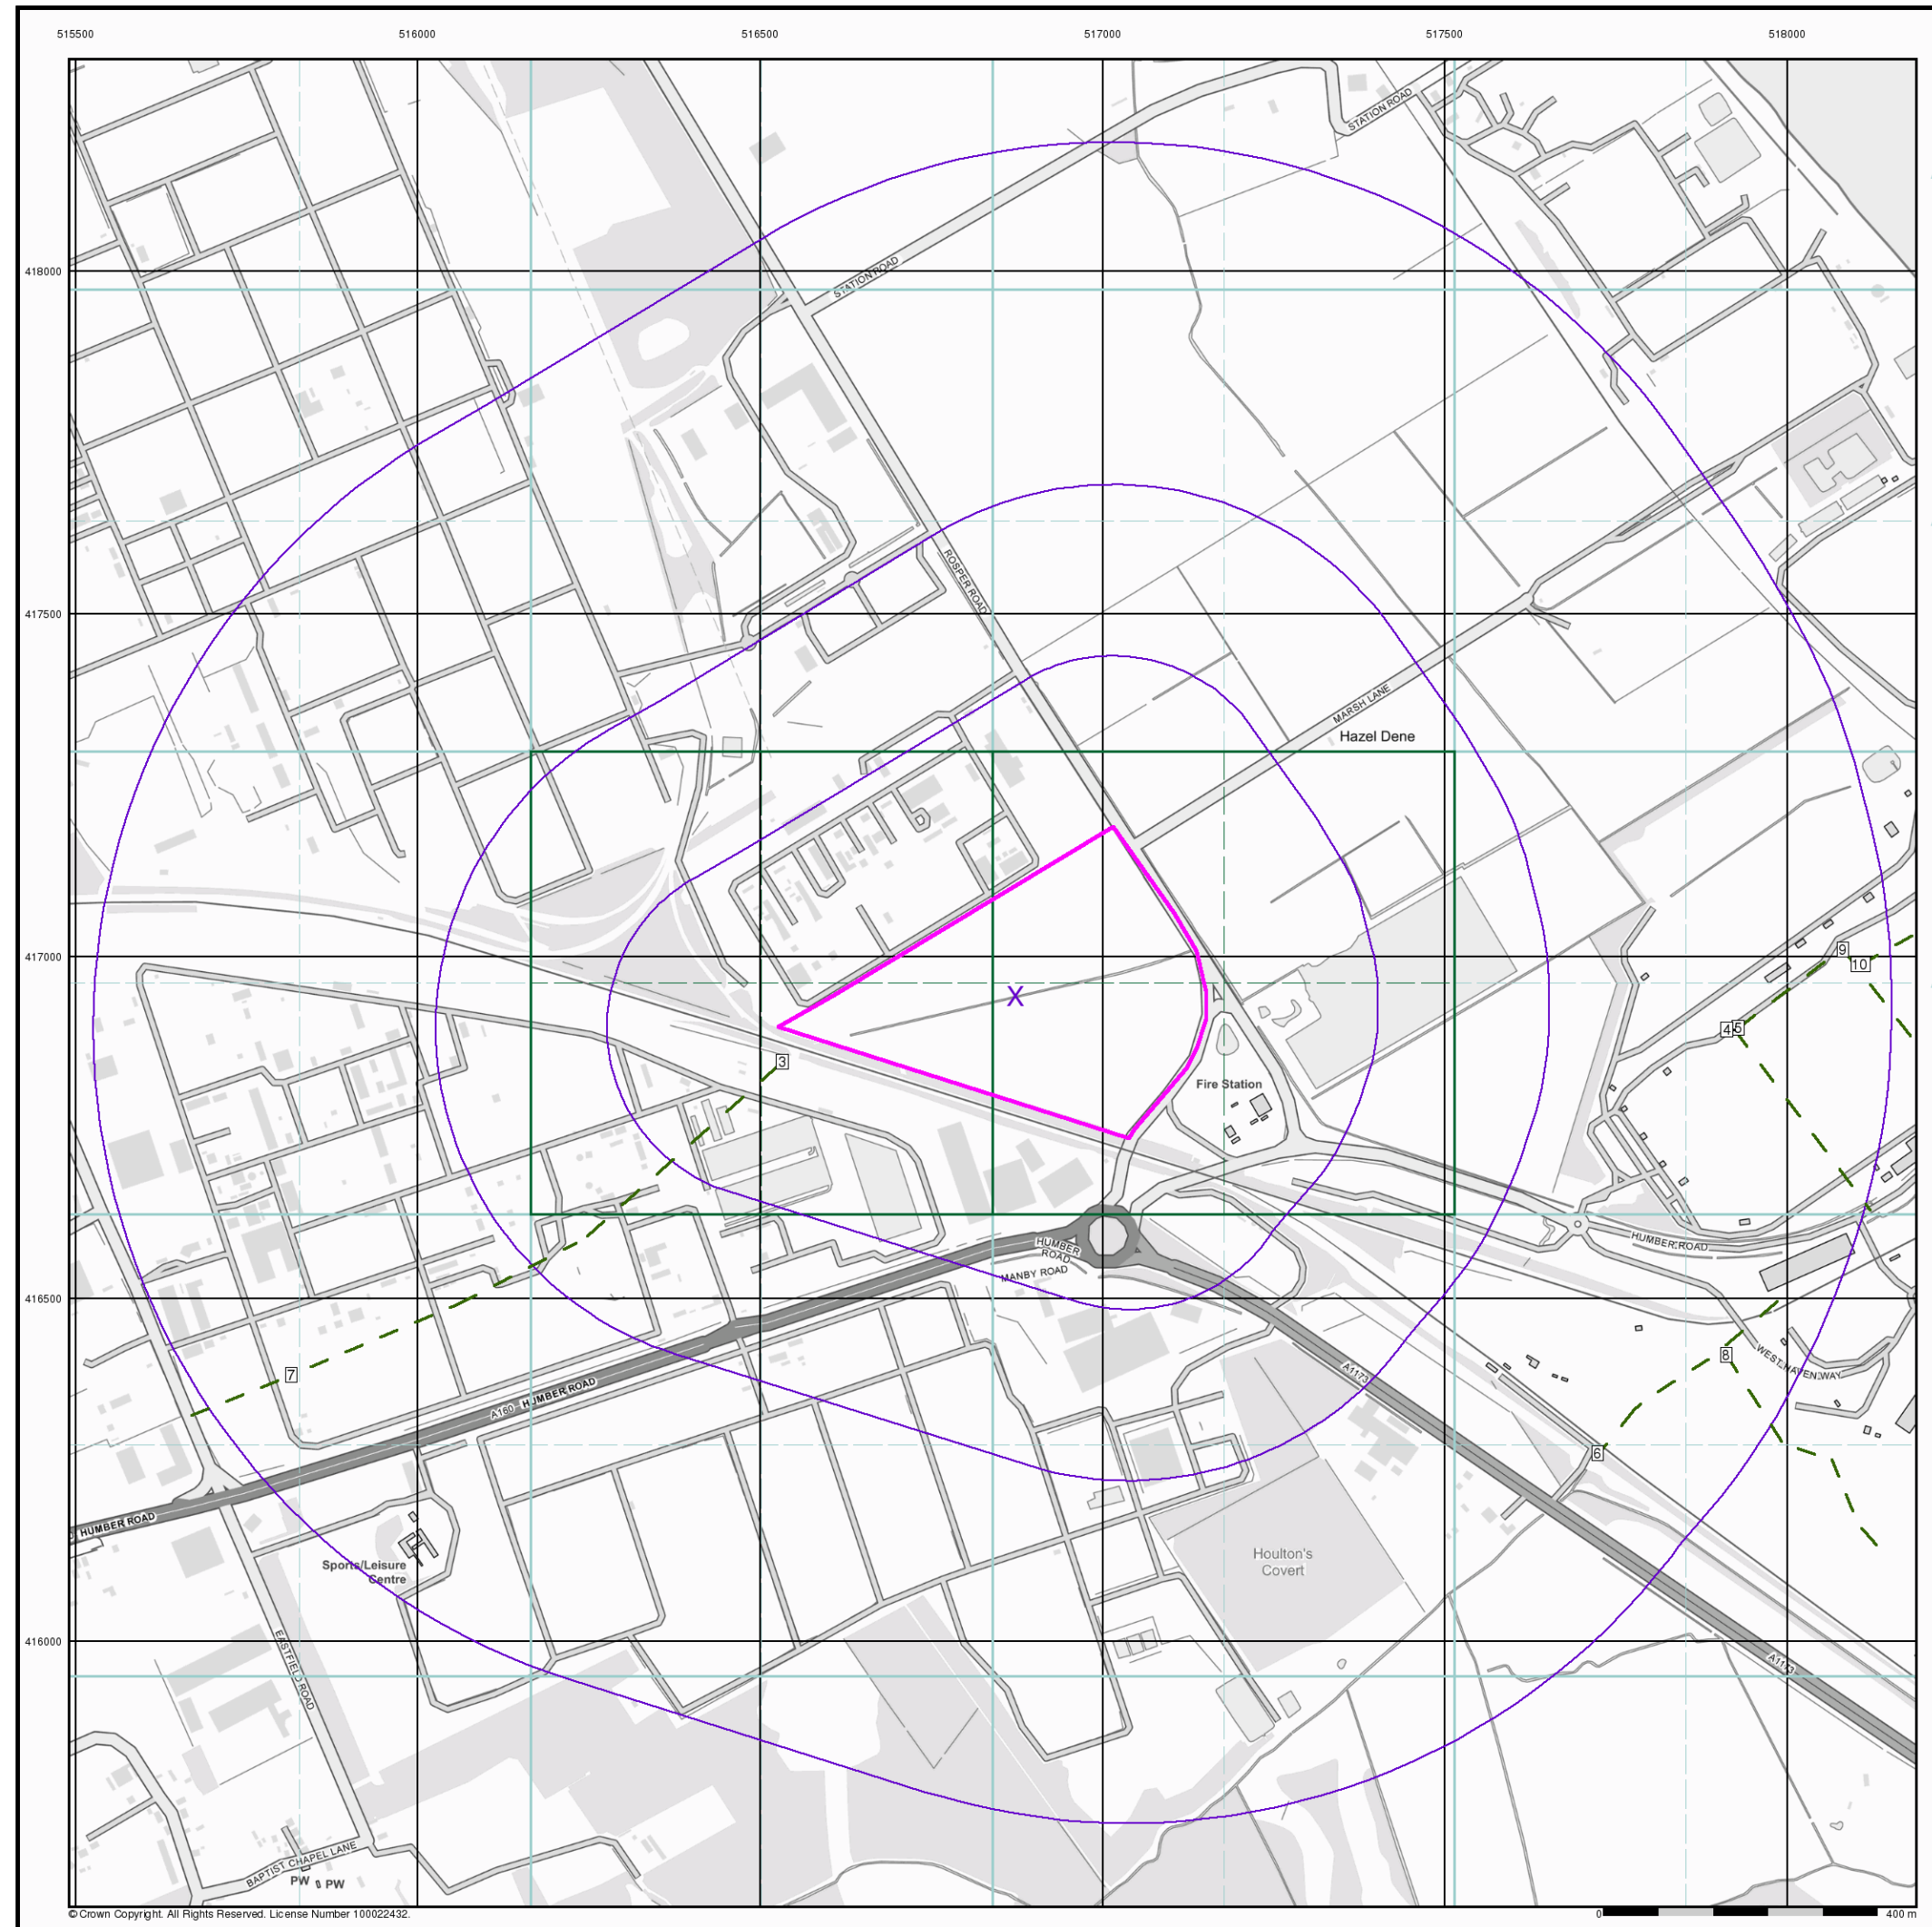 515500 516000 516500 517000 517500 518000
STATION ROAD
418000
STATION ROAD
ROSPER ROAD
417500
MARSH LANE
Hazel Dene
417000
9
10
X
4
5
3
Fire Station
HUMBER
ROAD
HUMBER ROAD
MANBY ROAD
416500
8
WEST HAVEN WAY
7
A1173
A160 HUMBER ROAD
6
HUMBER ROAD
Sports/Leisure
Centre
Houlton's
Covert
416000
EASTFIELD ROAD
A1173
BAPTIST CHAPEL LANE
PW PW
© Crown Copyright. All Rights Reserved. License Number 100022432.
0 400 m